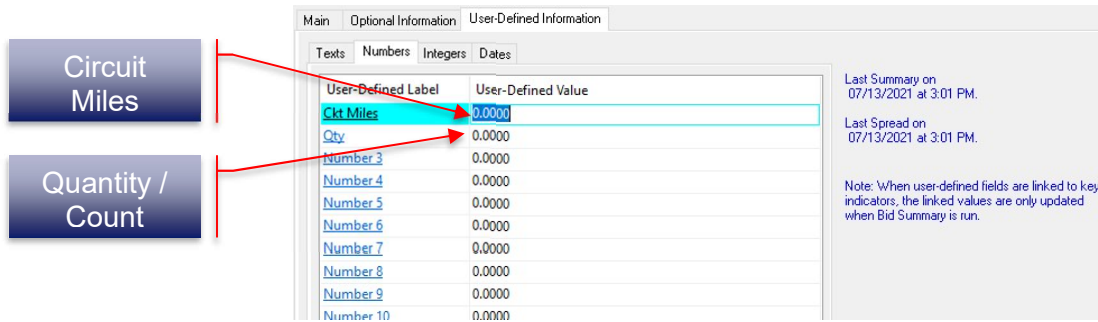 Main Optional Information User-Defined Information
Texts Numbers Integers Dates
Circuit
Miles
User-Defined Label User-Defined Value
Ckt Miles 0.0000
Qty 0.0000
Number 3 0.0000
Number 4 0.0000
Number 5 0.0000
Number 6 0.0000
Number 7 0.0000
Number 8 0.0000
Number 9 0.0000
Number 10 0.0000
Quantity /
Count
Last Summary on
07/13/2021 at 3:01 PM.
Last Spread on
07/13/2021 at 3:01 PM.
Note: When user-defined fields are linked to key
indicators, the linked values are only updated
when Bid Summary is run.